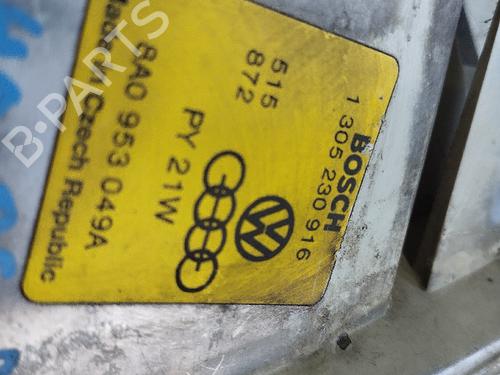 BOSCH
1 305 230 916
515
872
PY 21W
8A0 953 049A
Czech Republic
B-PARTS